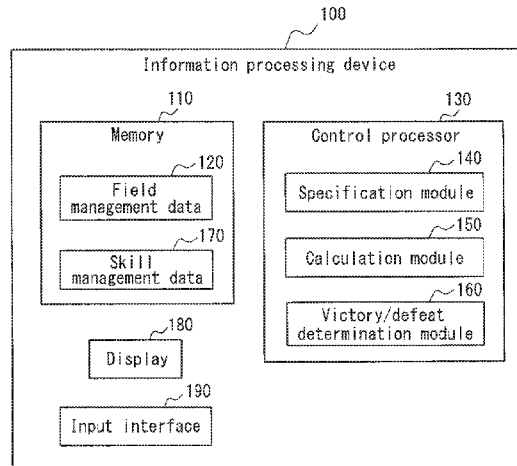 100
Information processing device
110
Memory
120
Field
management data
170
Skill
management data
130
Control processor
140
Specification module
150
Calculation module
160
Victory/defeat
determination module
180
Display
190
Input interface